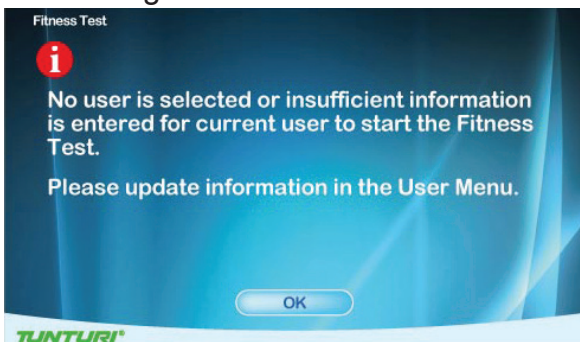 Fitness Test
i
No user is selected or insufficient information
is entered for current user to start the Fitness
Test.
Please update information in the User Menu.
OK
TUNTURI®